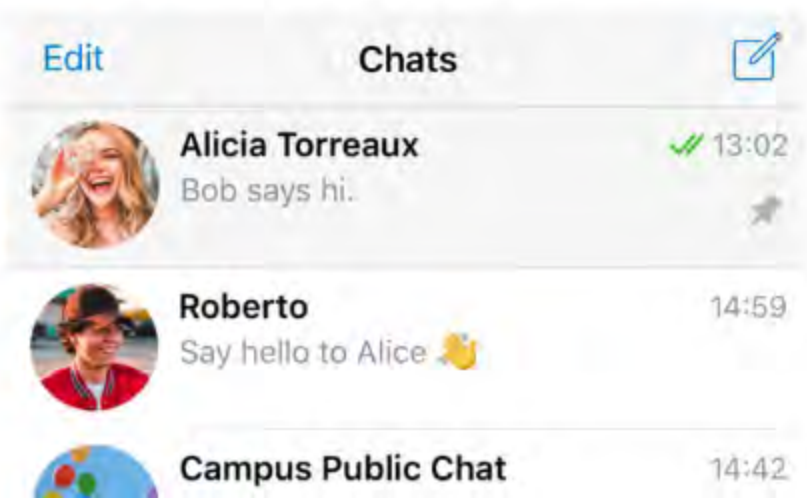 Edit
Chats
Alicia Torreaux
13:02
Bob says hi.
Roberto
14:59
Say hello to Alice 👋
Campus Public Chat
14:42